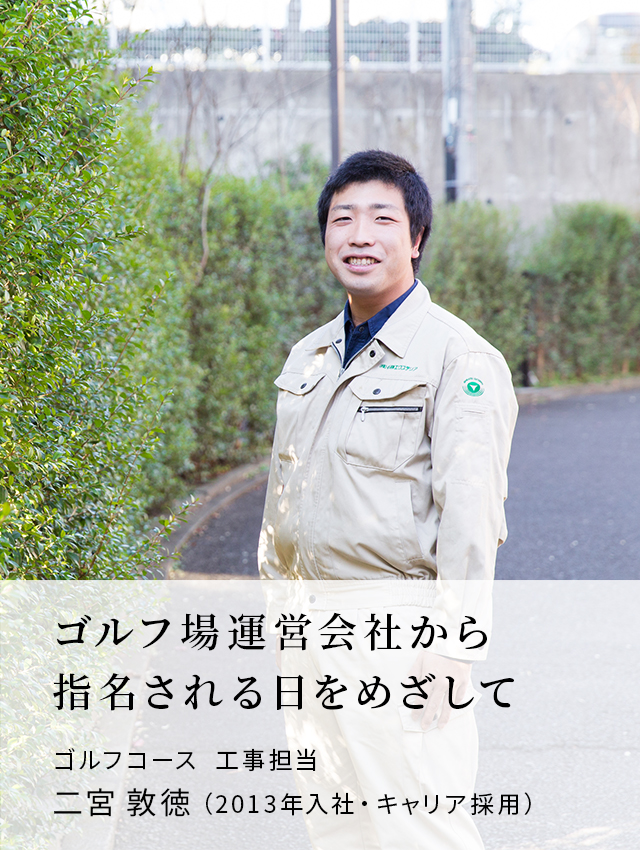 ゴルフ場運営会社から
指名される日をめざして
ゴルフコース 工事担当
二宮 敦徳（2013年入社・キャリア採用）